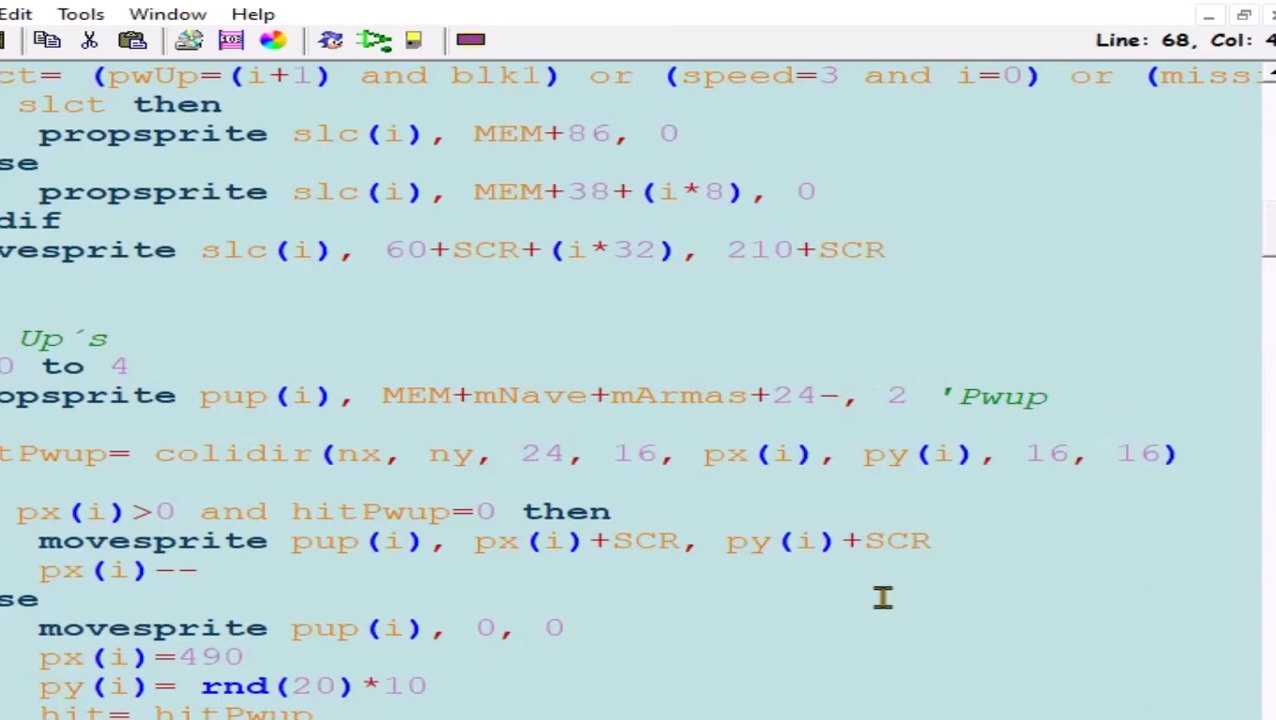 Edit Tools Window Help
Line: 68, Col: 4
ct= (pwUp=(i+1) and blk1) or (speed=3 and i=0) or (miss
slct then
propsprite slc(i), MEM+86, 0
se
propsprite slc(i), MEM+38+(i*8), 0
dif
vesprite slc(i), 60+SCR+(i*32), 210+SCR
Up´s
0 to 4
opsprite pup(i), MEM+mNave+mArmas+24-, 2 'Pwup
tPwup= colidir(nx, ny, 24, 16, px(i), py(i), 16, 16)
px(i)>0 and hitPwup=0 then
movesprite pup(i), px(i)+SCR, py(i)+SCR
px(i)--
se
movesprite pup(i), 0, 0
px(i)=490
py(i)= rnd(20)*10
hit= hitPwup